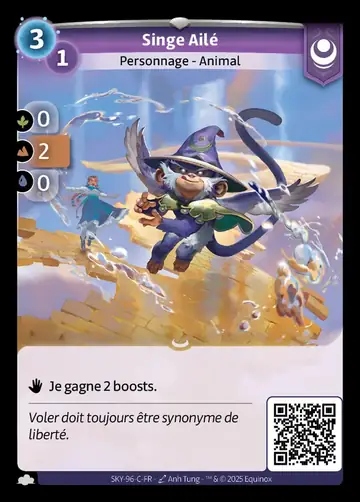 3
1
Singe Ailé
Personnage - Animal
0
2
0
Je gagne 2 boosts.
Voler doit toujours être synonyme de
liberté.
SKY-96-C-FR - Anh Tung - ™ & © 2025 Equinox